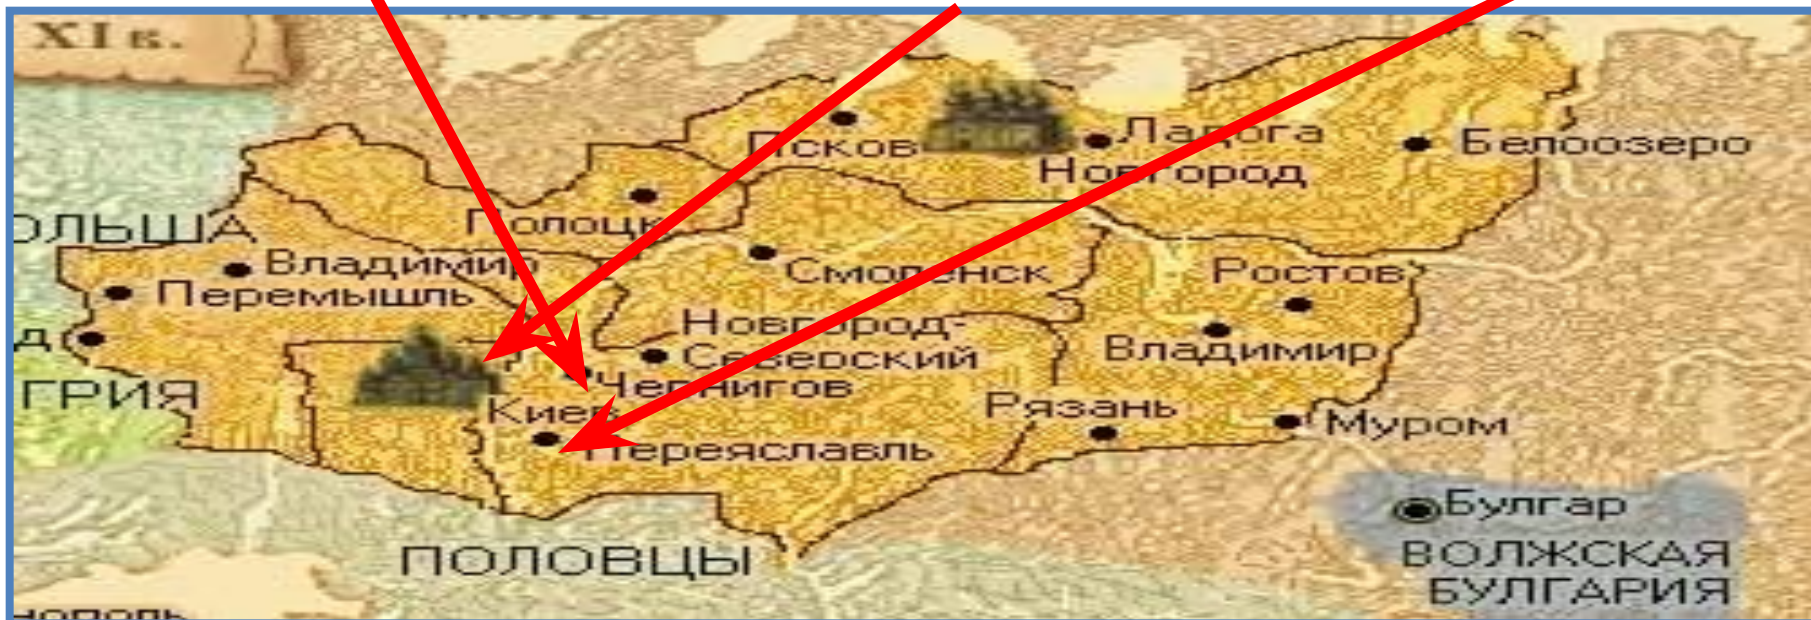 XI в.
Псков
Ладога
Белоозеро
Новгород
ОЛЬША
Полоцк
Владимир
Смоленск
Ростов
Перемышль
Новгород-
Северский
Д
Владимир
ГРИЯ
Чернигов
Киев
Рязань
Муром
Переяславль
Булгар
ПОЛОВЦЫ
ВОЛЖСКАЯ
БУЛГАРИЯ